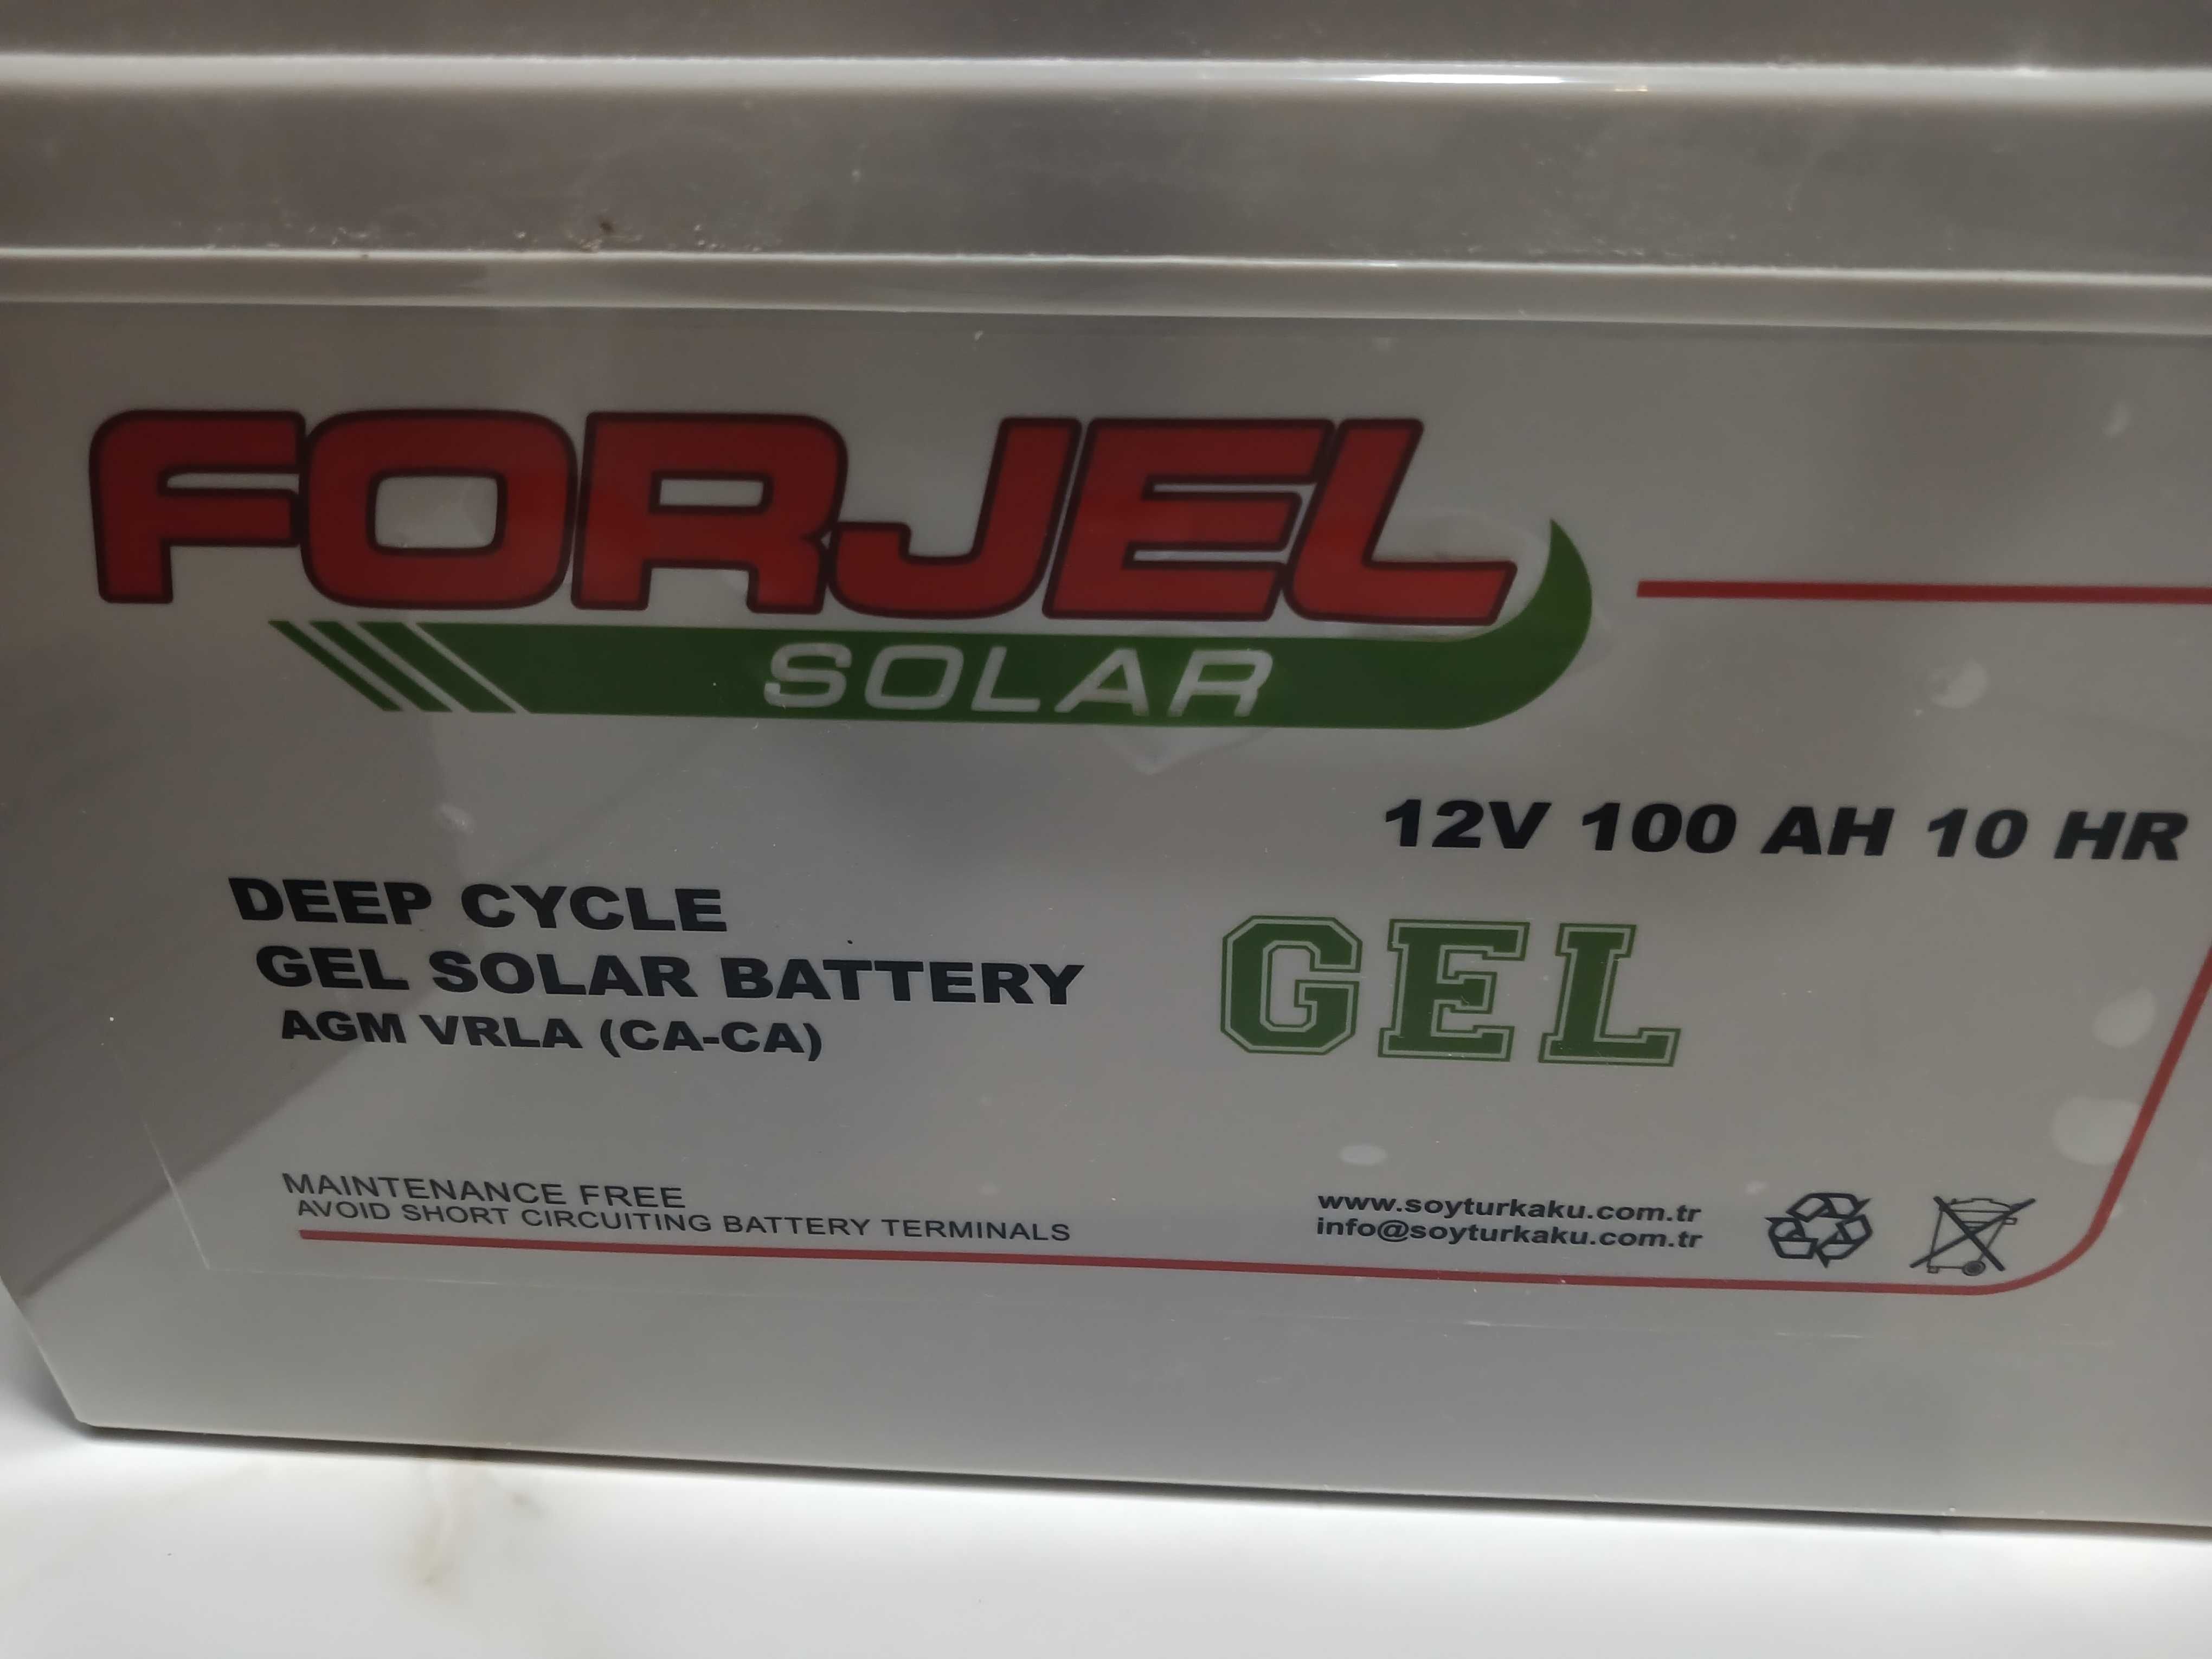 FORJEL
SOLAR
12V 100 AH 10 HR
DEEP CYCLE
GEL SOLAR BATTERY
AGM VRLA (CA-CA)
GEL
MAINTENANCE FREE
AVOID SHORT CIRCUITING BATTERY TERMINALS
www.soyturkaku.com.tr
info@soyturkaku.com.tr